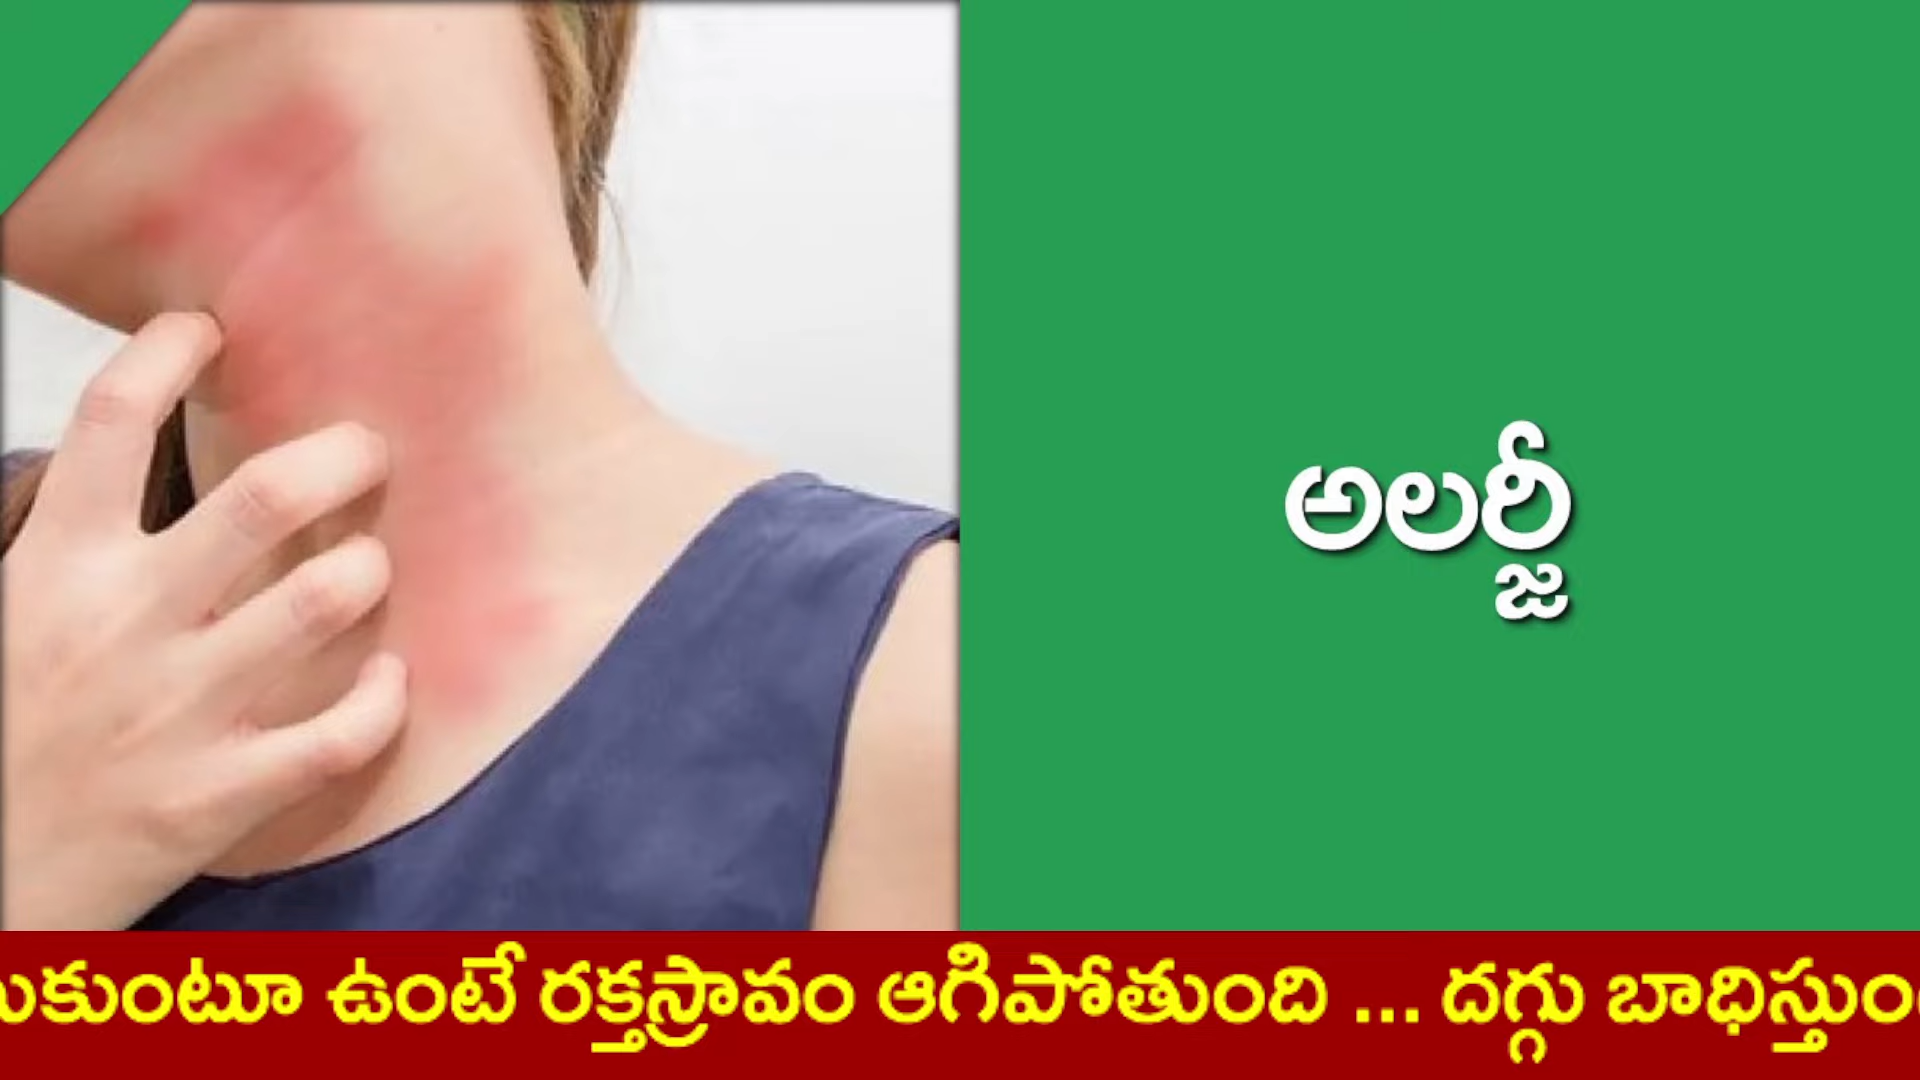 అలర్జీ
కుంటూ ఉంటే రక్తస్రావం ఆగిపోతుంది ... దగ్గు